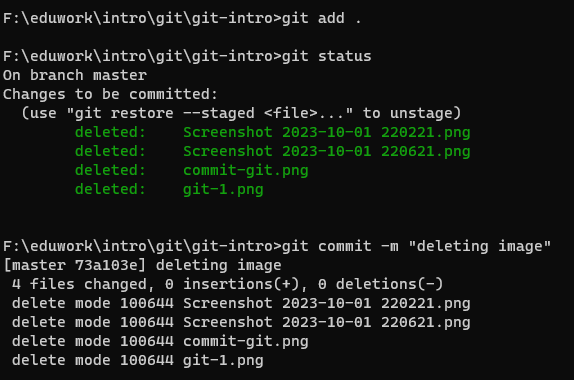 F:\eduwork\intro\git\git-intro>git add .
F:\eduwork\intro\git\git-intro>git status
On branch master
Changes to be committed:
  (use "git restore --staged <file>..." to unstage)
        deleted:    Screenshot 2023-10-01 220221.png
        deleted:    Screenshot 2023-10-01 220621.png
        deleted:    commit-git.png
        deleted:    git-1.png
F:\eduwork\intro\git\git-intro>git commit -m "deleting image"
[master 73a103e] deleting image
 4 files changed, 0 insertions(+), 0 deletions(-)
 delete mode 100644 Screenshot 2023-10-01 220221.png
 delete mode 100644 Screenshot 2023-10-01 220621.png
 delete mode 100644 commit-git.png
 delete mode 100644 git-1.png